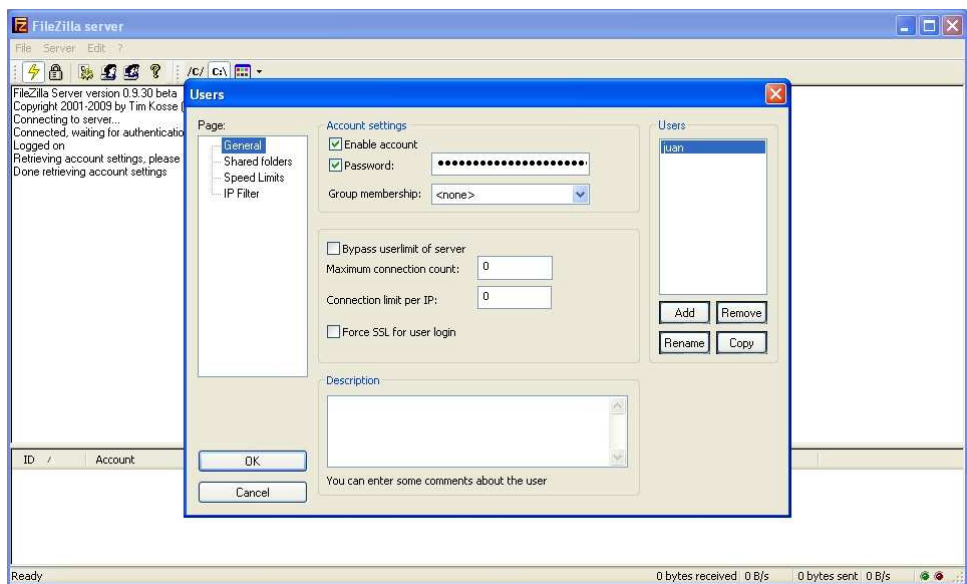 FileZilla server
File Server Edit ?
/C/ C:\
FileZilla Server version 0.9.30 beta
Copyright 2001-2009 by Tim Kosse (
Connecting to server...
Connected, waiting for authenticatio
Logged on
Retrieving account settings, please
Done retrieving account settings
Users
Page:
General
Shared folders
Speed Limits
IP Filter
OK
Cancel
Account settings
Enable account
Password:
Group membership: <none>
Bypass userlimit of server
Maximum connection count: 0
Connection limit per IP: 0
Force SSL for user login
Description
You can enter some comments about the user
Users
juan
Add Remove
Rename Copy
ID / Account
Ready 0 bytes received 0 B/s 0 bytes sent 0 B/s